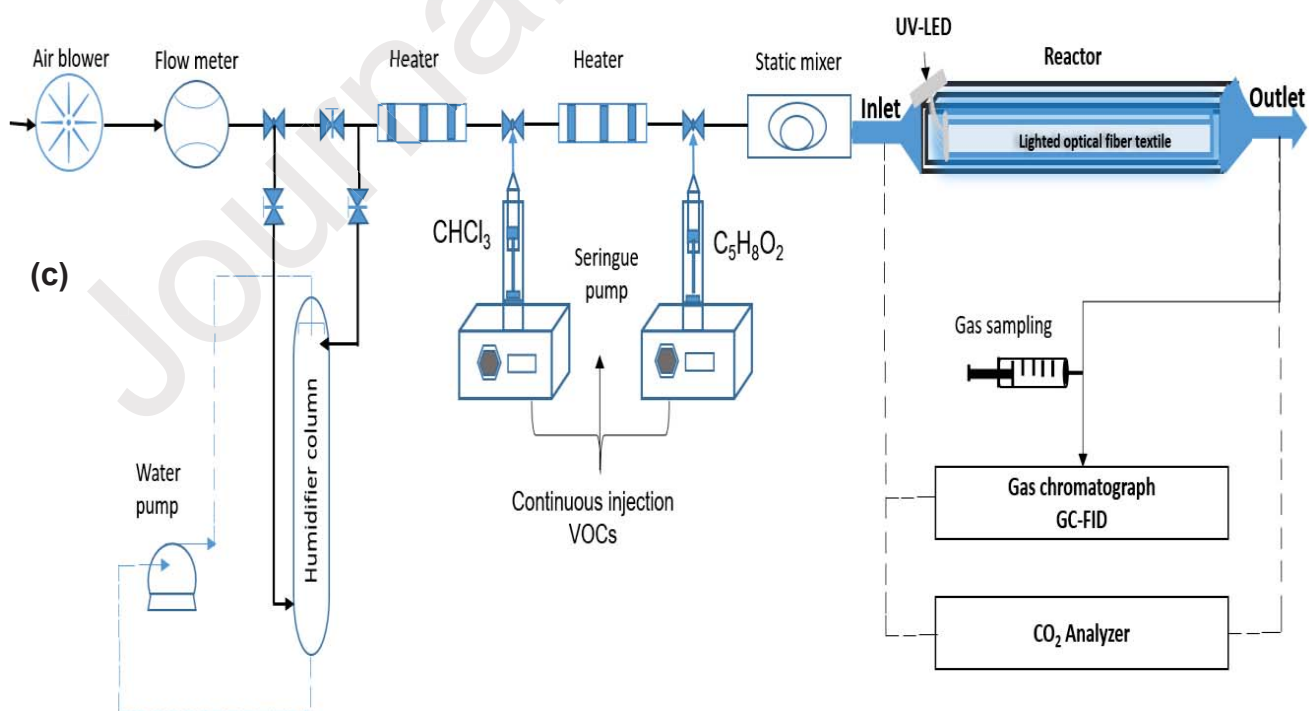 UV-LED
Air blower
Flow meter
Heater
Heater
Static mixer
Inlet
Reactor
Outlet
Lighted optical fiber textile
CHCl₃
Seringue
pump
C₅H₈O₂
(c)
Gas sampling
Humidifier column
Water
pump
Continuous injection
VOCs
Gas chromatograph
GC-FID
CO₂ Analyzer